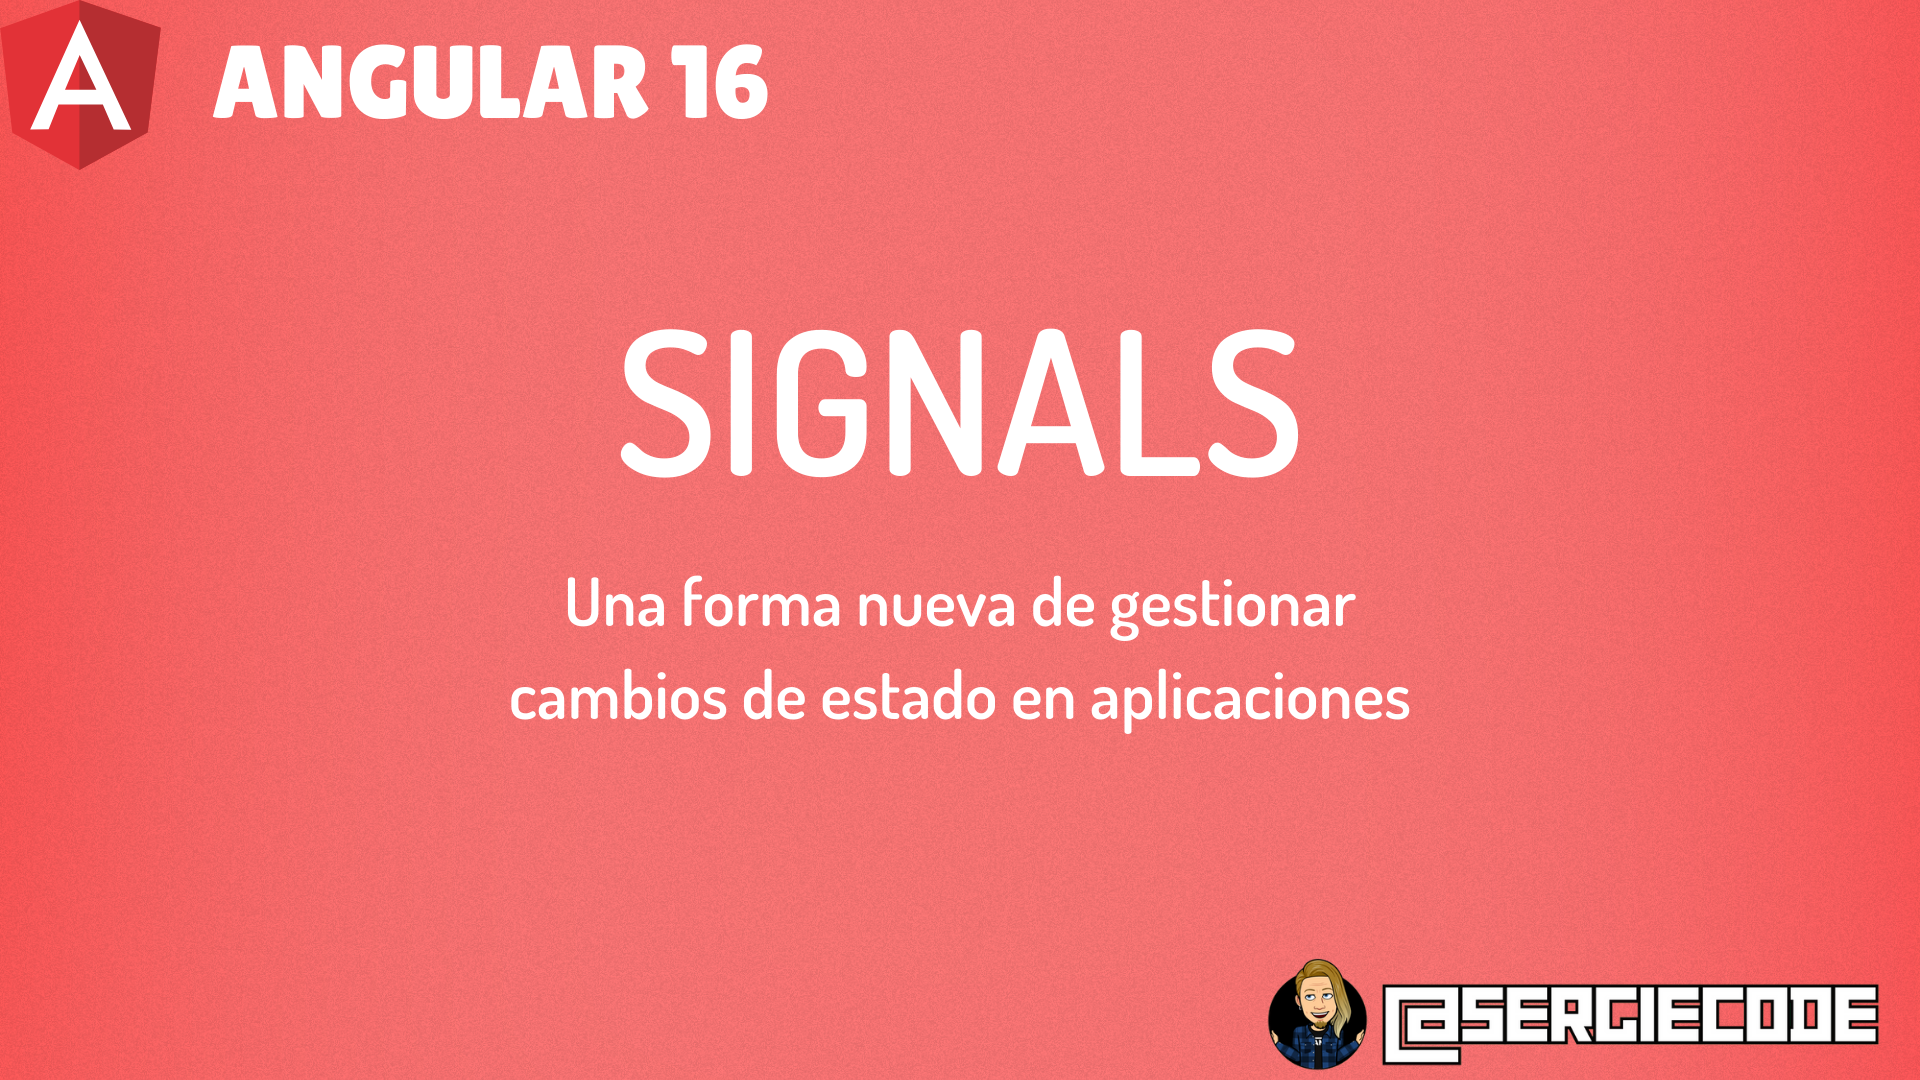 ANGULAR 16
SIGNALS
Una forma nueva de gestionar
cambios de estado en aplicaciones
@SERGIECODE